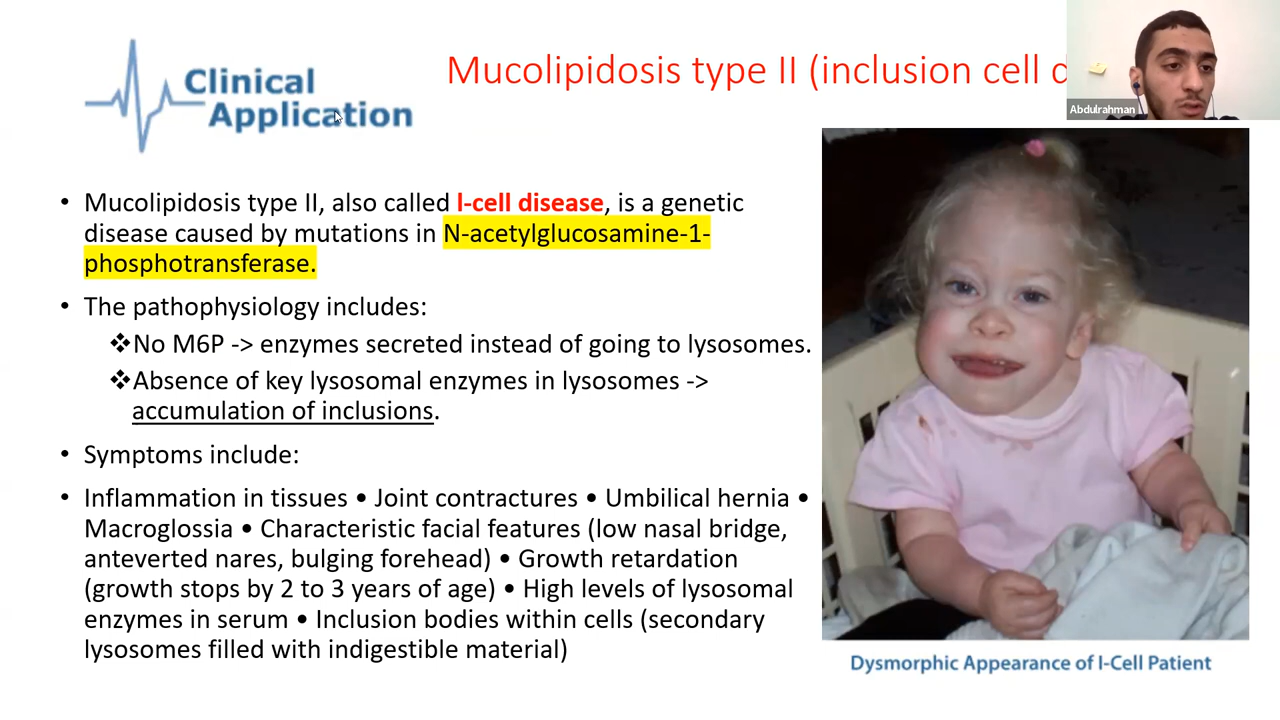 Clinical
Application
Mucolipidosis type II (inclusion cell d
Abdulrahman
• Mucolipidosis type II, also called I-cell disease, is a genetic
disease caused by mutations in N-acetylglucosamine-1-
phosphotransferase.
• The pathophysiology includes:
❖No M6P -> enzymes secreted instead of going to lysosomes.
❖Absence of key lysosomal enzymes in lysosomes ->
accumulation of inclusions.
• Symptoms include:
• Inflammation in tissues • Joint contractures • Umbilical hernia •
Macroglossia • Characteristic facial features (low nasal bridge,
anteverted nares, bulging forehead) • Growth retardation
(growth stops by 2 to 3 years of age) • High levels of lysosomal
enzymes in serum • Inclusion bodies within cells (secondary
lysosomes filled with indigestible material)
Dysmorphic Appearance of I-Cell Patient